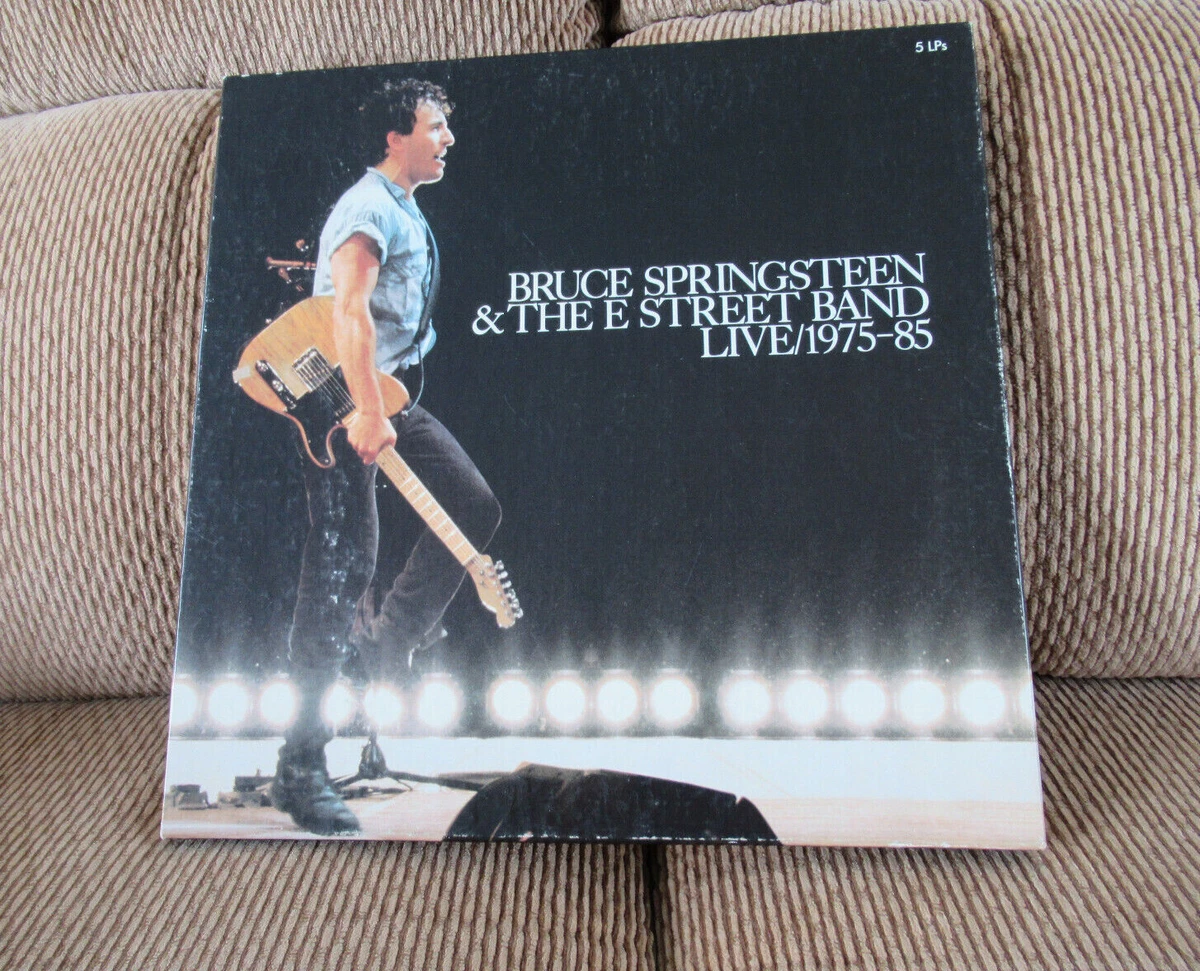 5 LPs
BRUCE SPRINGSTEEN
& THE E STREET BAND
LIVE/1975–85